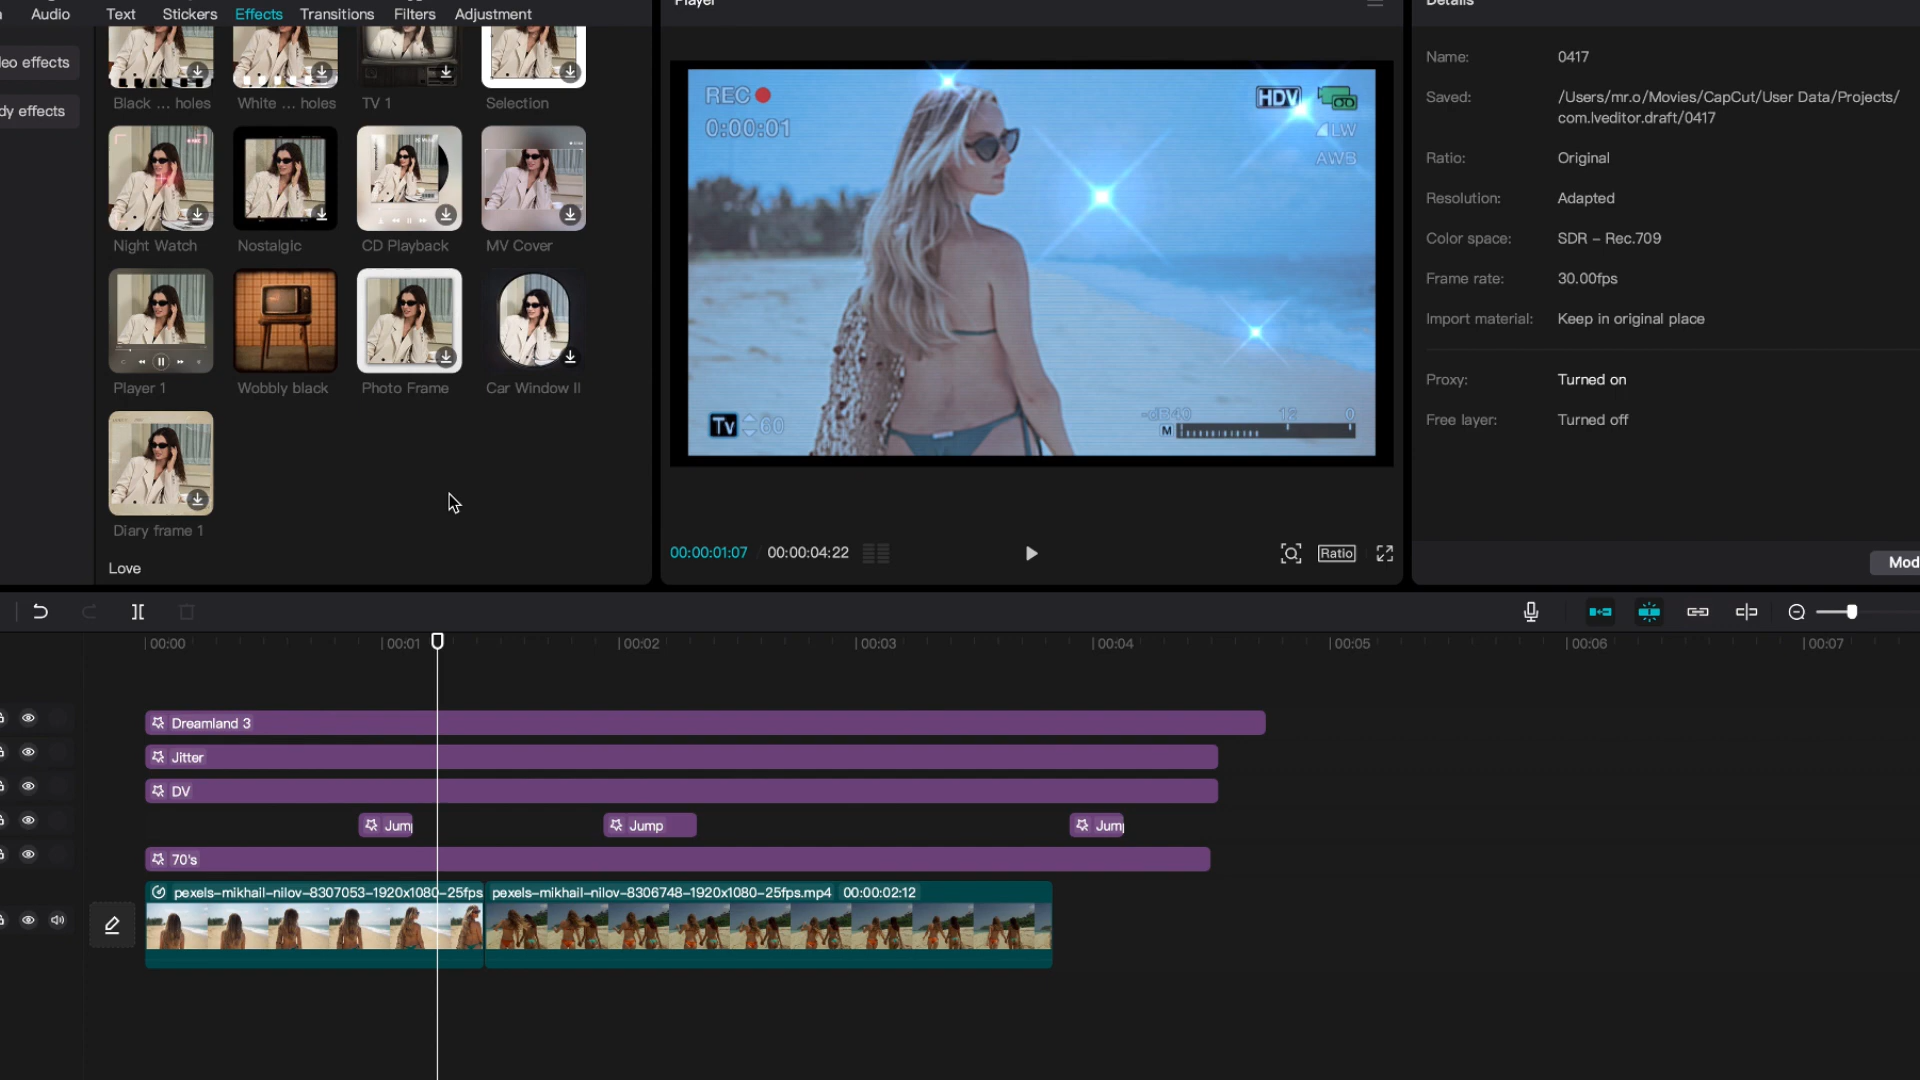 Audio
Text
Stickers
Effects
Transitions
Filters
Adjustment
Player
Details
eo effects
dy effects
Black ... holes
White ... holes
TV 1
Selection
Night Watch
Nostalgic
CD Playback
MV Cover
Player 1
Wobbly black
Photo Frame
Car Window II
Diary frame 1
Love
REC
0:00:01
HDV
LW
AWB
Tv
60
-dB40 12 0
M
00:00:01:07
00:00:04:22
Ratio
Name: 0417
Saved: /Users/mr.o/Movies/CapCut/User Data/Projects/
com.lveditor.draft/0417
Ratio: Original
Resolution: Adapted
Color space: SDR – Rec.709
Frame rate: 30.00fps
Import material: Keep in original place
Proxy: Turned on
Free layer: Turned off
Mod
00:00
00:01
00:02
00:03
00:04
00:05
00:06
00:07
Dreamland 3
Jitter
DV
Jump
Jump
Jump
70's
pexels-mikhail-nilov-8307053-1920x1080-25fps
pexels-mikhail-nilov-8306748-1920x1080-25fps.mp4 00:00:02:12